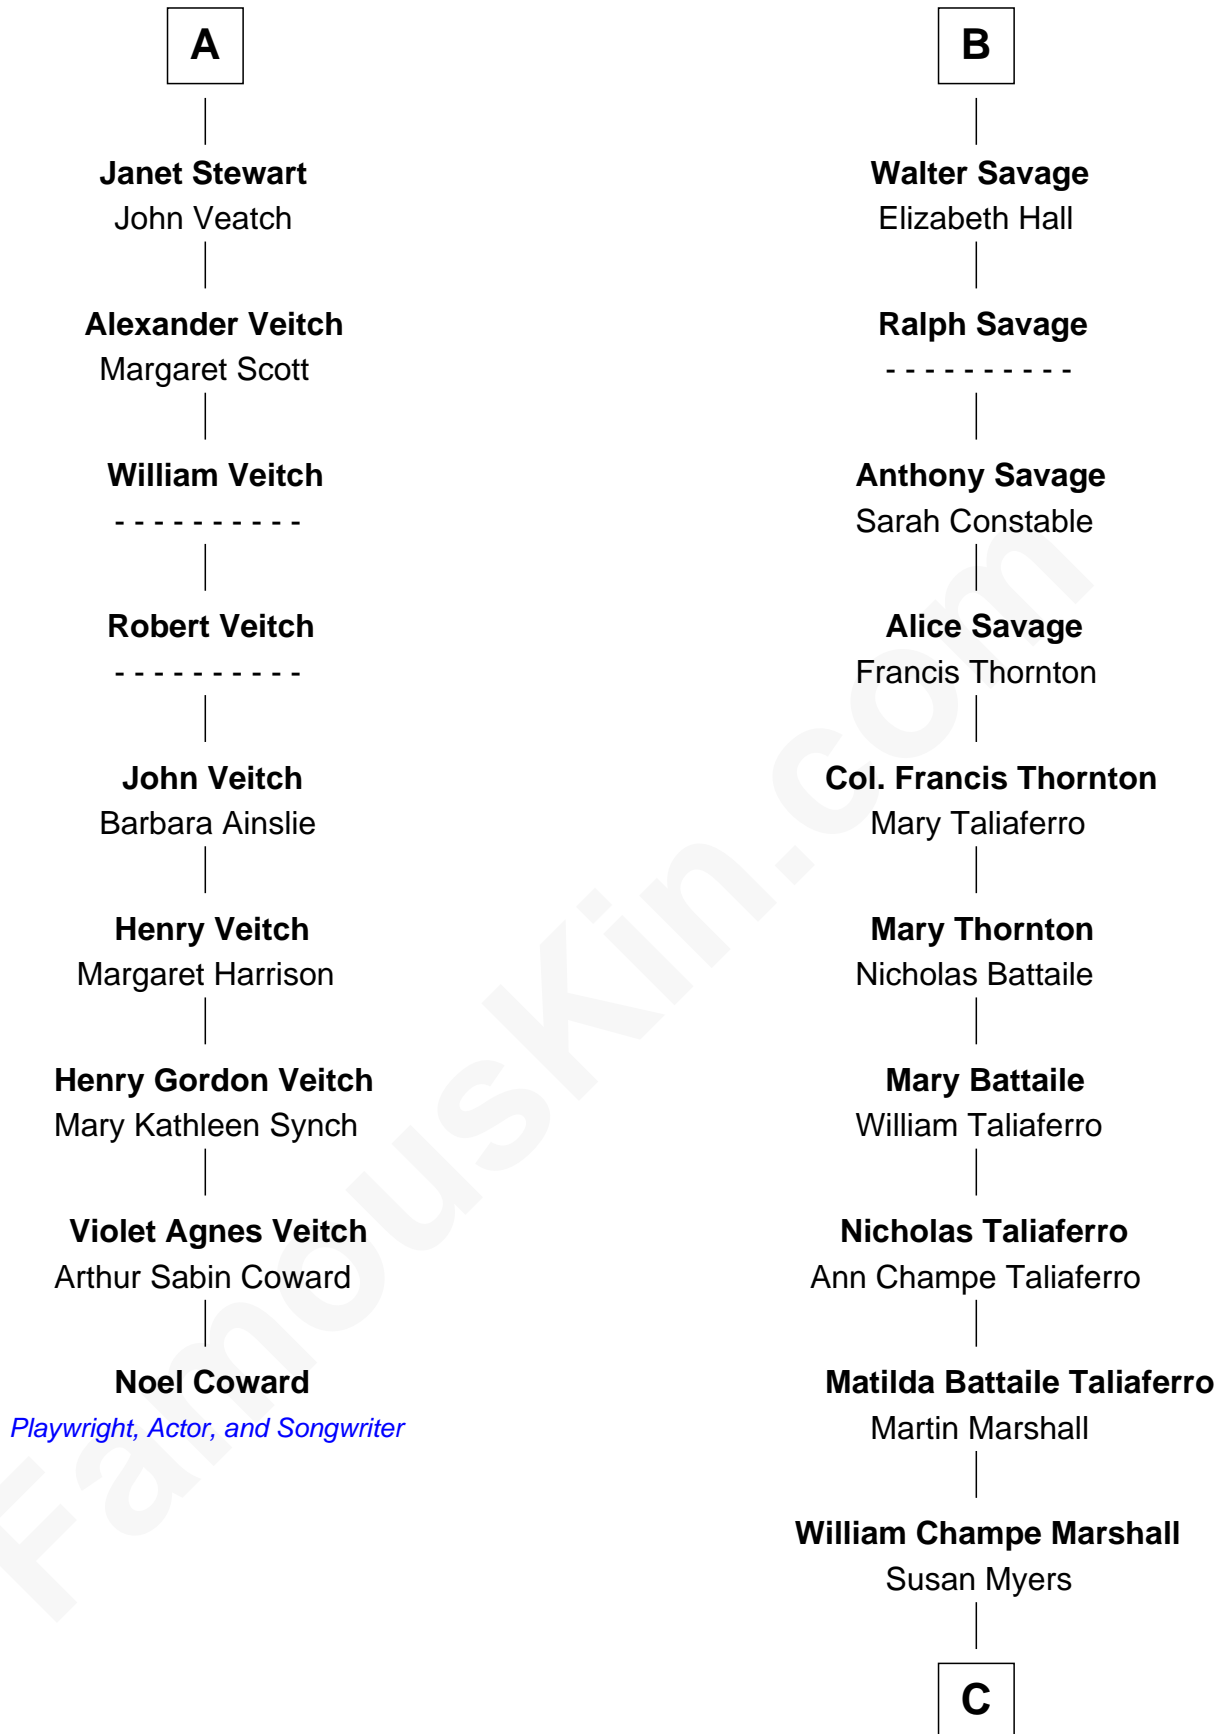 A
Janet Stewart
John Veatch
Alexander Veitch
Margaret Scott
William Veitch
- - - - - - - - - -
Robert Veitch
- - - - - - - - - -
John Veitch
Barbara Ainslie
Henry Veitch
Margaret Harrison
Henry Gordon Veitch
Mary Kathleen Synch
Violet Agnes Veitch
Arthur Sabin Coward
Noel Coward
Playwright, Actor, and Songwriter
B
Walter Savage
Elizabeth Hall
Ralph Savage
- - - - - - - - - -
Anthony Savage
Sarah Constable
Alice Savage
Francis Thornton
Col. Francis Thornton
Mary Taliaferro
Mary Thornton
Nicholas Battaile
Mary Battaile
William Taliaferro
Nicholas Taliaferro
Ann Champe Taliaferro
Matilda Battaile Taliaferro
Martin Marshall
William Champe Marshall
Susan Myers
C
FamousKin.com